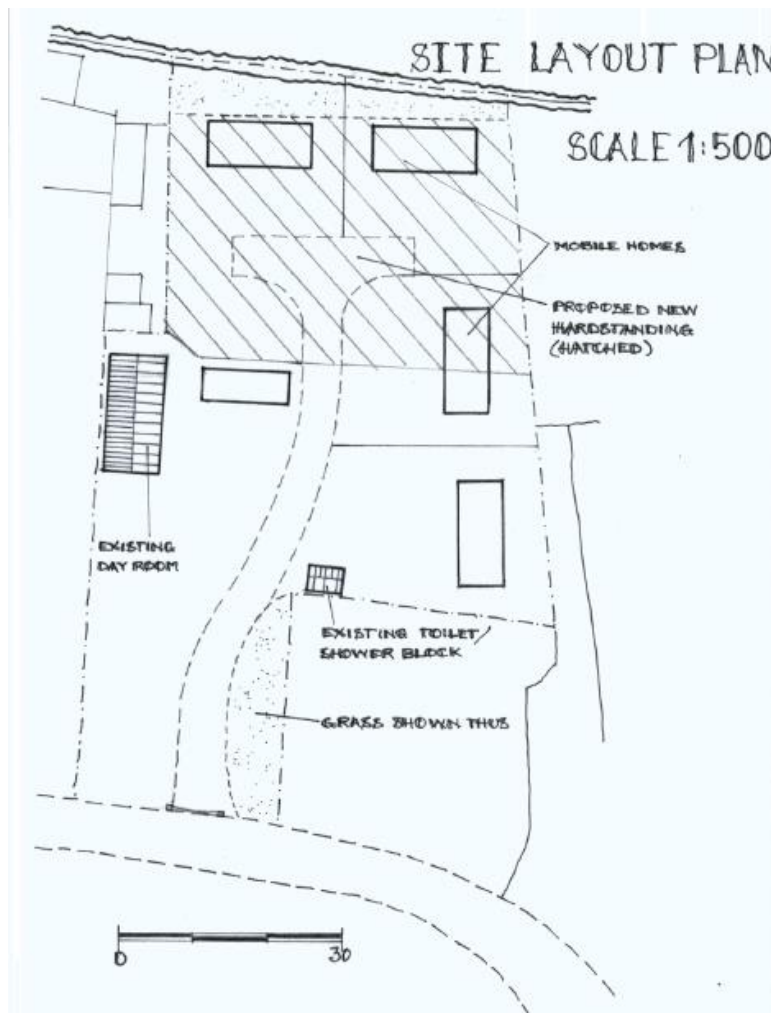 SITE LAYOUT PLAN
SCALE 1:500
MOBILE HOMES
PROPOSED NEW
HARDSTANDING
(HATCHED)
EXISTING
DAY ROOM
EXISTING TOILET
SHOWER BLOCK
GRASS SHOWN THUS
0
30